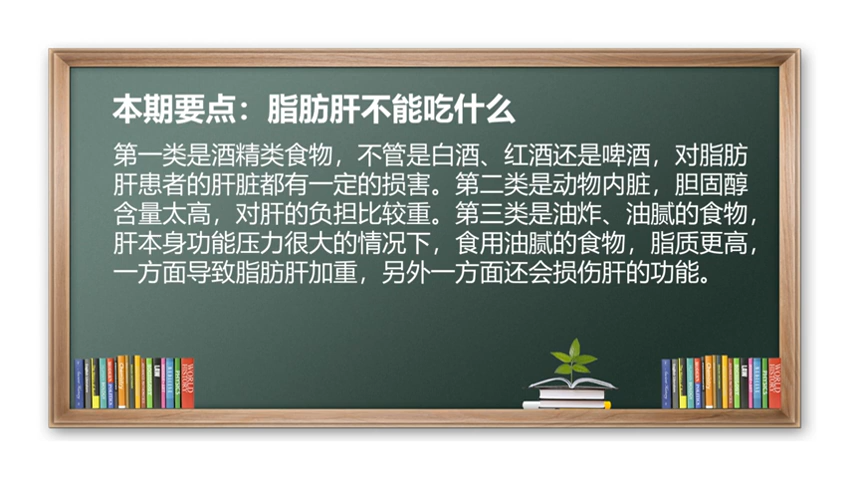 本期要点：脂肪肝不能吃什么
第一类是酒精类食物，不管是白酒、红酒还是啤酒，对脂肪
肝患者的肝脏都有一定的损害。第二类是动物内脏，胆固醇
含量太高，对肝的负担比较重。第三类是油炸、油腻的食物，
肝本身功能压力很大的情况下，食用油腻的食物，脂质更高，
一方面导致脂肪肝加重，另外一方面还会损伤肝的功能。
WORLD HISTORY
WORLD HISTORY